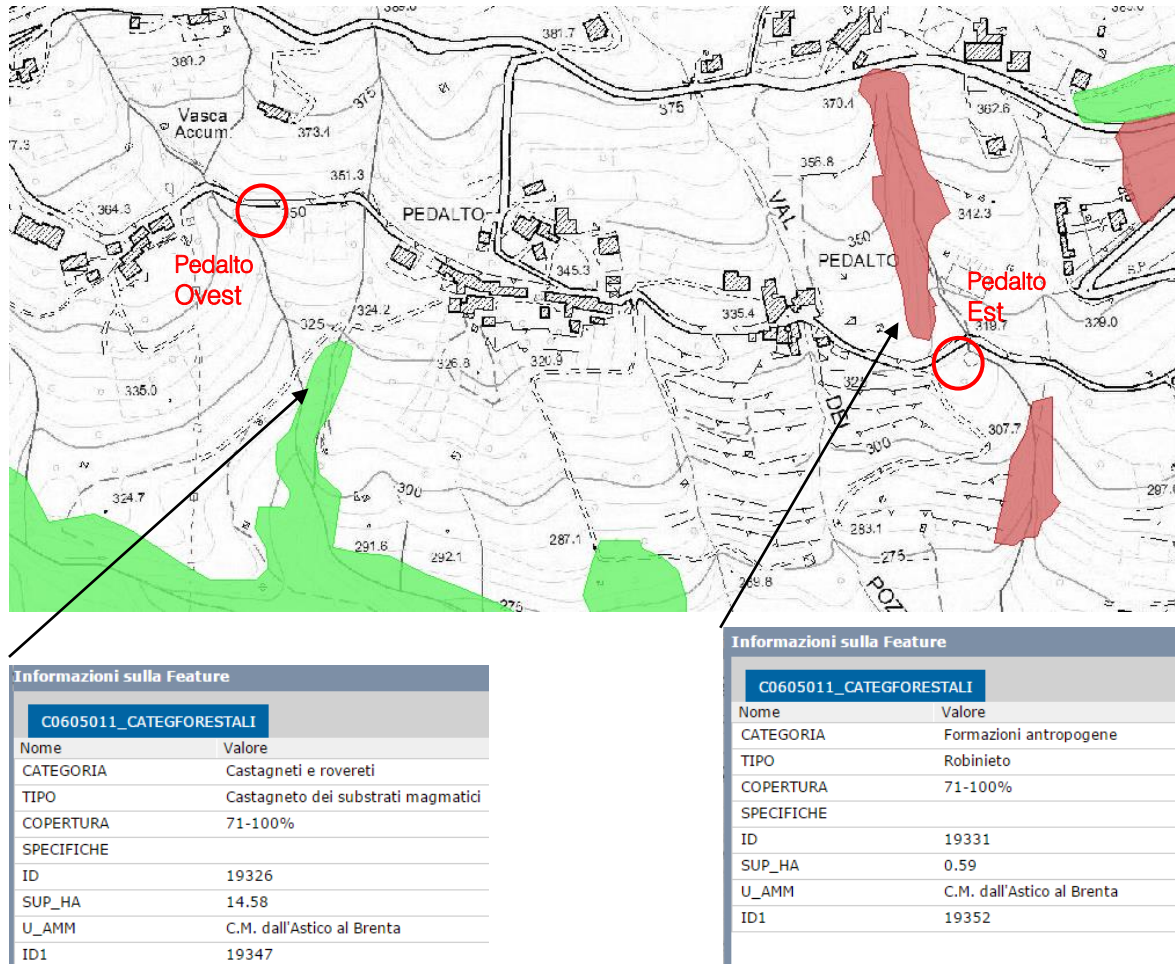 381.7
380.2
375
375
370.4
362.6
Vasca
Accum.
373.4
351.3
356.8
364.3
350
PEDALTO
VAL
342.3
350
Pedalto
Ovest
345.3
PEDALTO
Pedalto
Est
324.2
325
335.4
319.7
329.0
326.8
320.9
335.0
DEI
307.7
300
324.7
300
297.
283.1
291.6
292.1
287.1
275
POZ
275
Informazioni sulla Feature
C0605011_CATEGFORESTALI
Nome Valore
CATEGORIA Castagneti e rovereti
TIPO Castagneto dei substrati magmatici
COPERTURA 71-100%
SPECIFICHE
ID 19326
SUP_HA 14.58
U_AMM C.M. dall'Astico al Brenta
ID1 19347
Informazioni sulla Feature
C0605011_CATEGFORESTALI
Nome Valore
CATEGORIA Formazioni antropogene
TIPO Robinieto
COPERTURA 71-100%
SPECIFICHE
ID 19331
SUP_HA 0.59
U_AMM C.M. dall'Astico al Brenta
ID1 19352